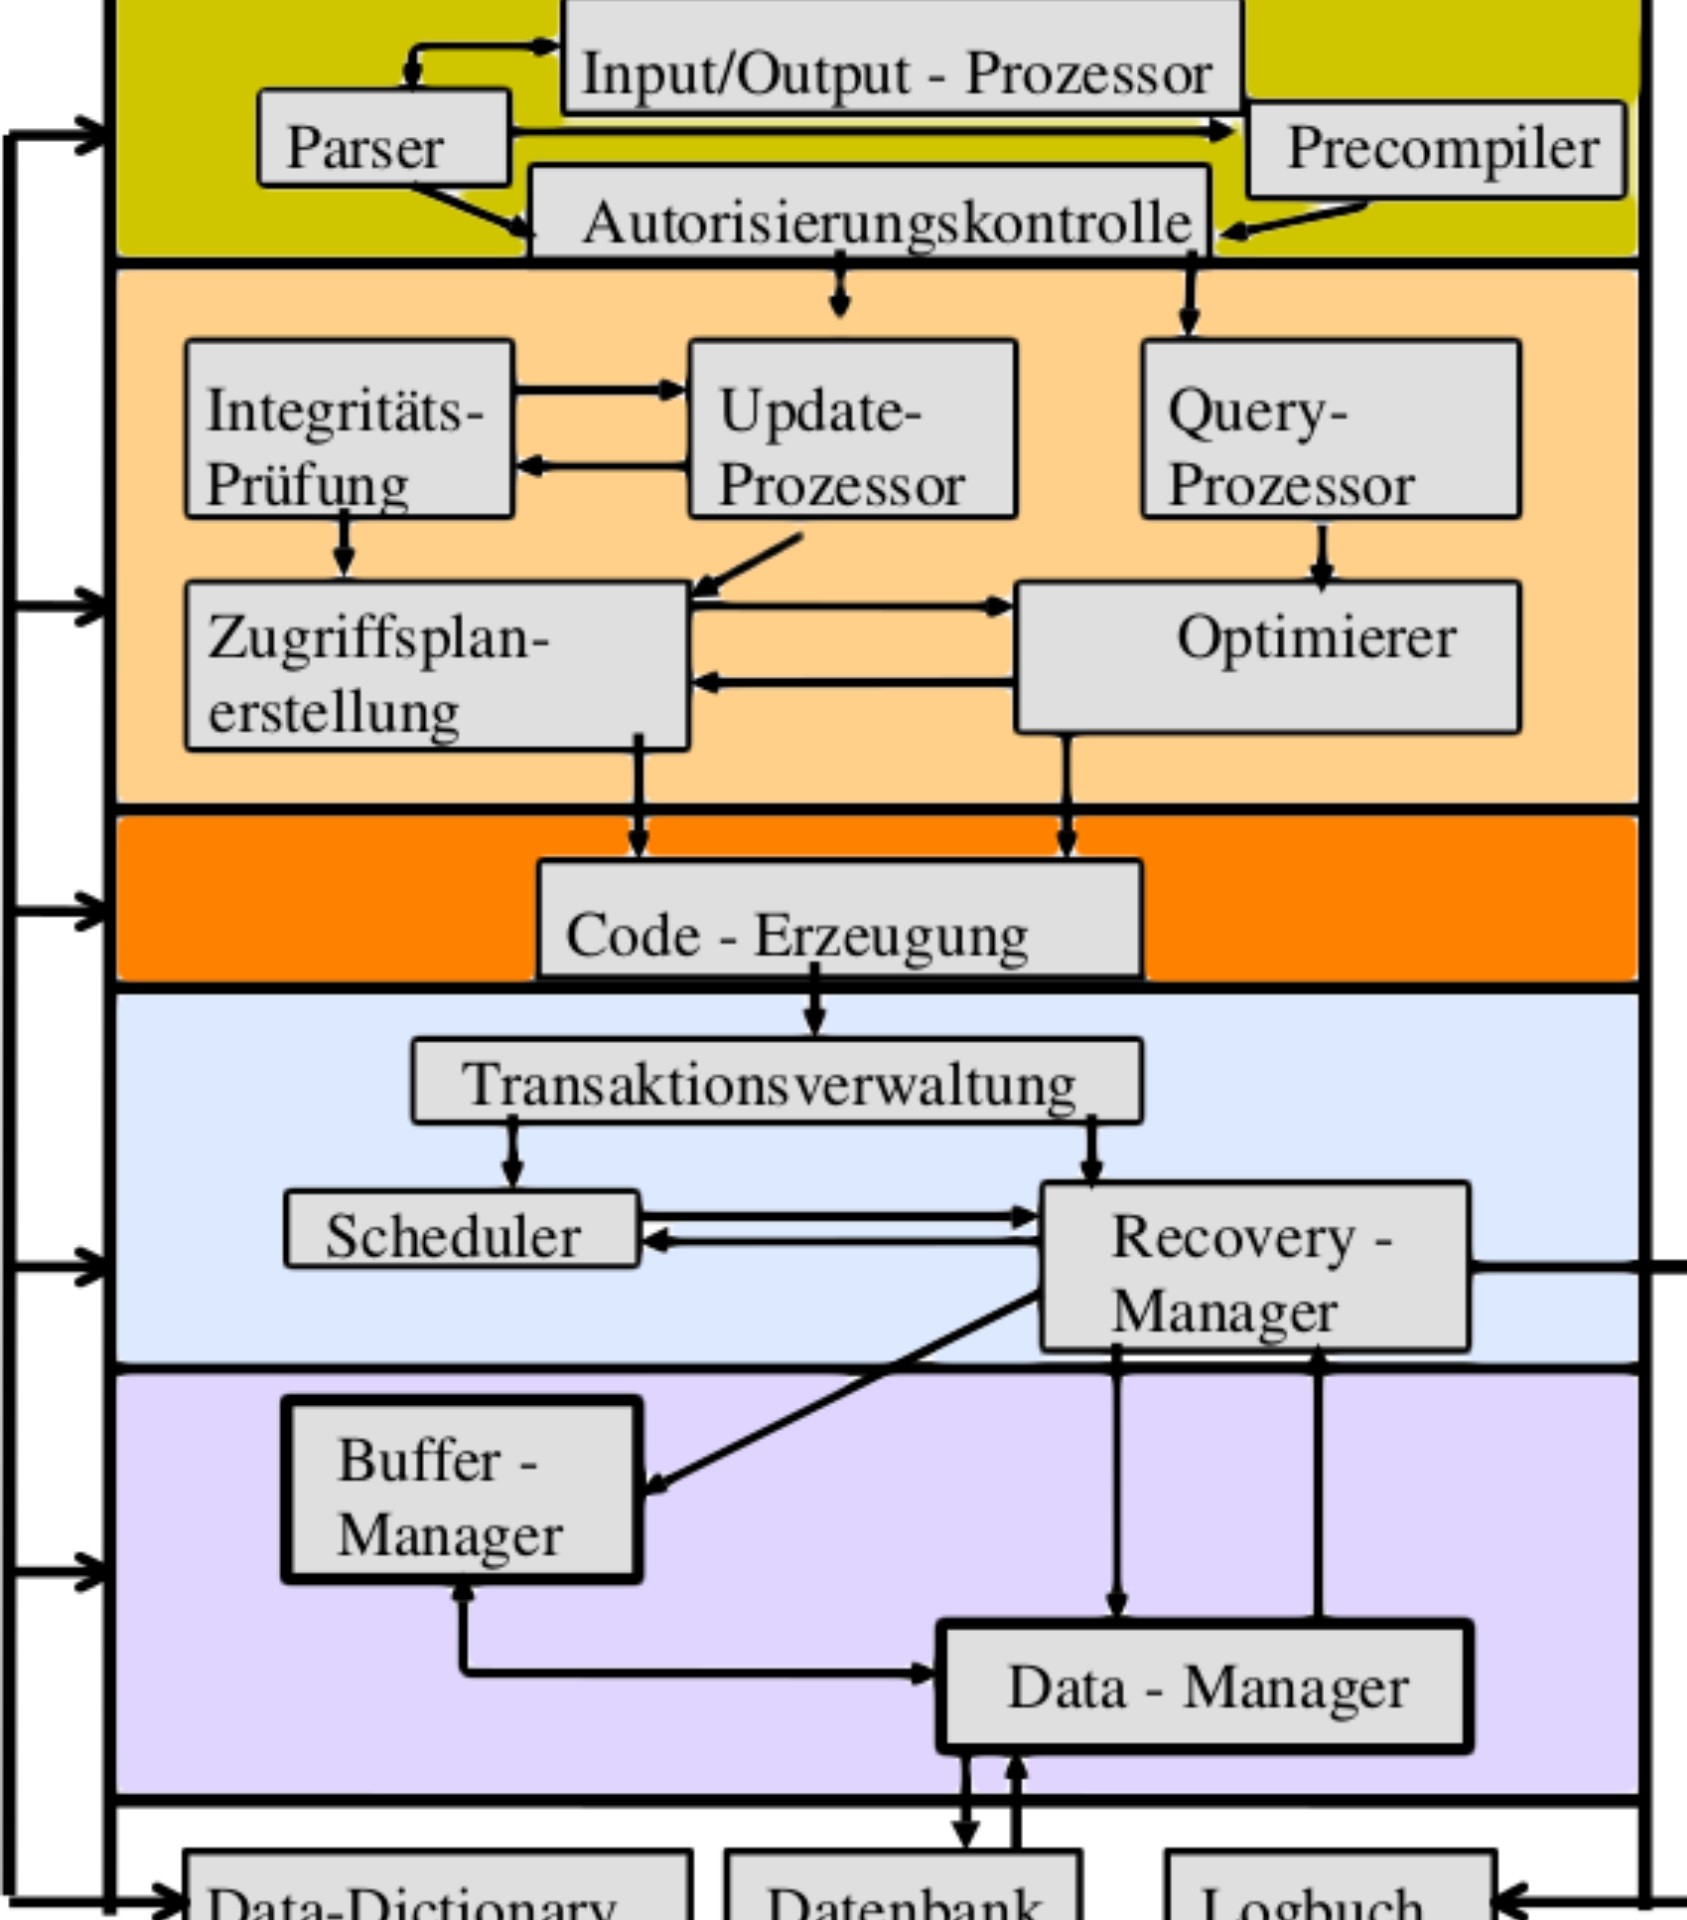 Input/Output - Prozessor
Parser
Precompiler
Autorisierungskontrolle
Integritäts-
Prüfung
Update-
Prozessor
Query-
Prozessor
Zugriffsplan-
erstellung
Optimierer
Code - Erzeugung
Transaktionsverwaltung
Scheduler
Recovery -
Manager
Buffer -
Manager
Data - Manager
Data-Dictionary
Datenbank
Logbuch